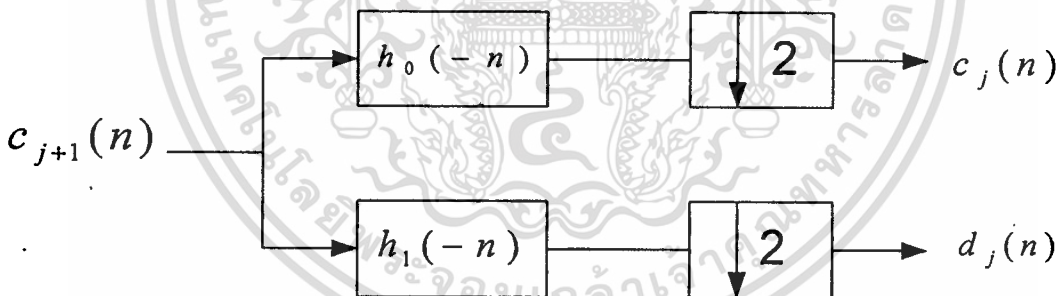 h₀(-n)
↓2
c_j(n)
c_{j+1}(n)
h₁(-n)
↓2
d_j(n)